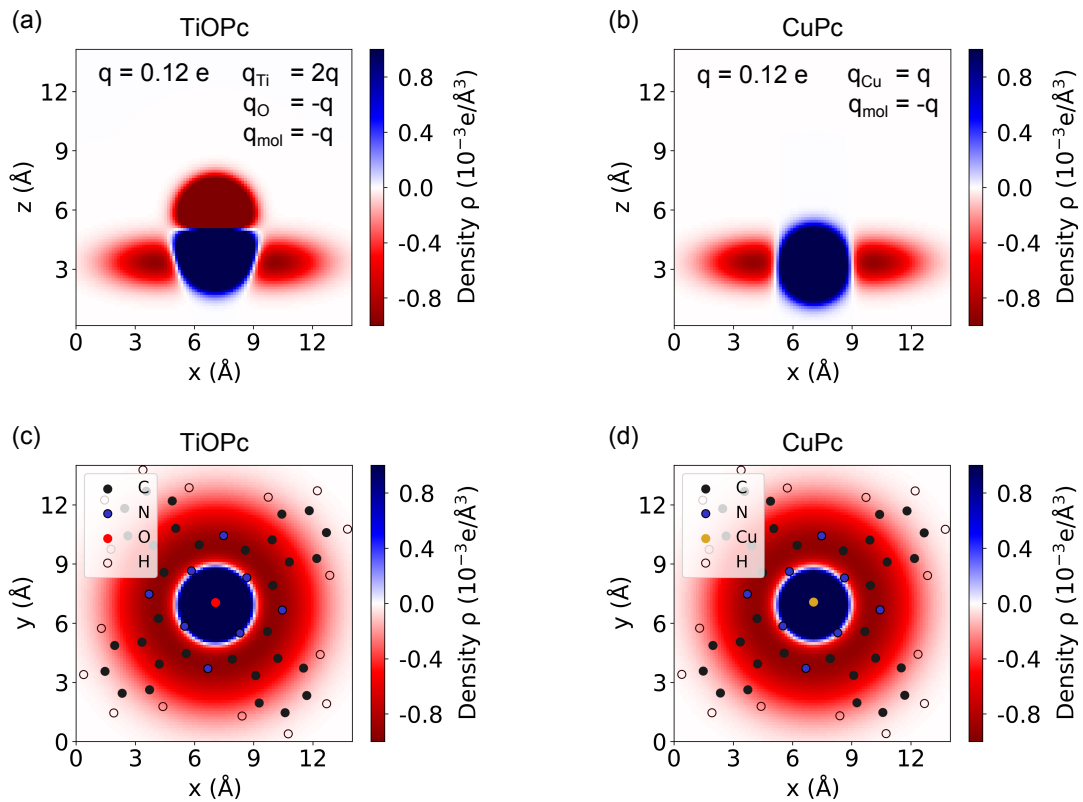 (a)
TiOPc
q = 0.12 e
q_Ti = 2q
q_O = -q
q_mol = -q
12
9
6
3
z (Å)
0 3 6 9 12
x (Å)
0.8
0.4
0.0
-0.4
-0.8
Density ρ (10⁻³e/Å³)
(b)
CuPc
q = 0.12 e
q_Cu = q
q_mol = -q
12
9
6
3
z (Å)
0 3 6 9 12
x (Å)
0.8
0.4
0.0
-0.4
-0.8
Density ρ (10⁻³e/Å³)
(c)
TiOPc
C
N
O
H
12
9
6
3
0
y (Å)
0 3 6 9 12
x (Å)
0.8
0.4
0.0
-0.4
-0.8
Density ρ (10⁻³e/Å³)
(d)
CuPc
C
N
Cu
H
12
9
6
3
0
y (Å)
0 3 6 9 12
x (Å)
0.8
0.4
0.0
-0.4
-0.8
Density ρ (10⁻³e/Å³)